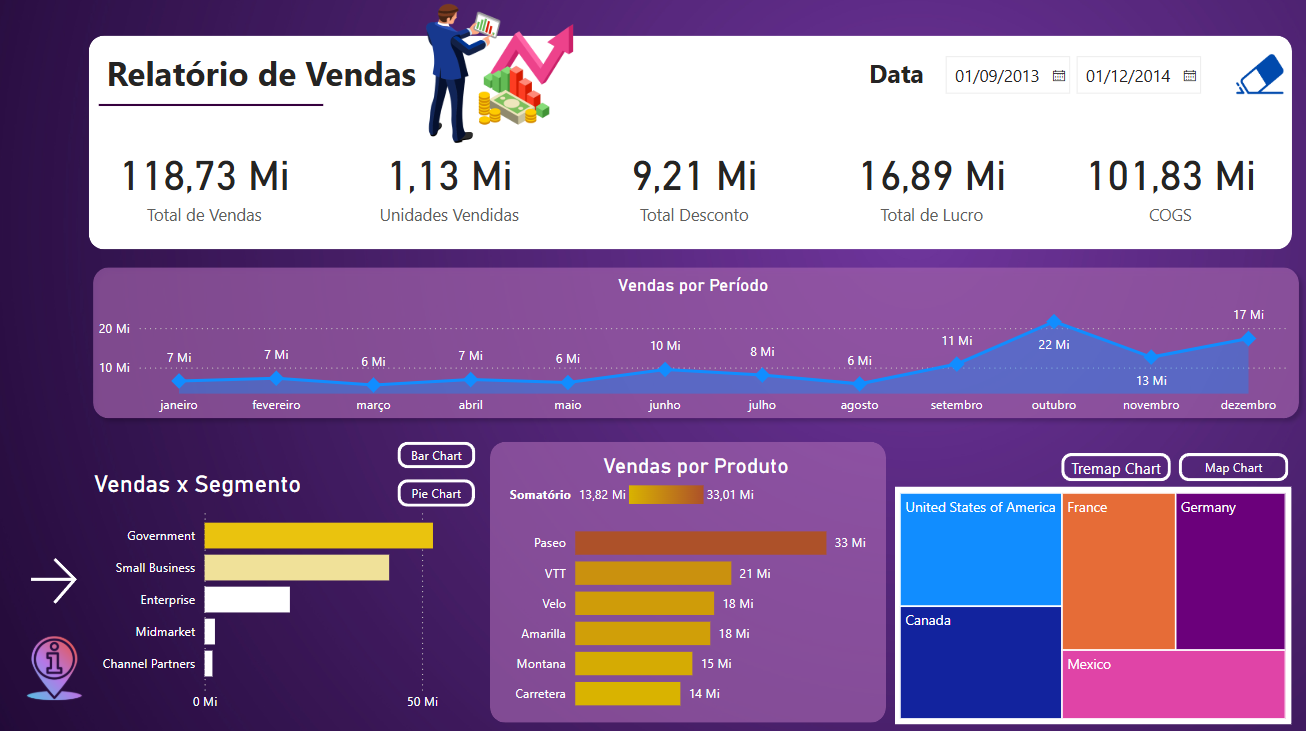 Relatório de Vendas
Data
01/09/2013
01/12/2014
118,73 Mi
Total de Vendas
1,13 Mi
Unidades Vendidas
9,21 Mi
Total Desconto
16,89 Mi
Total de Lucro
101,83 Mi
COGS
Vendas por Período
20 Mi
10 Mi
7 Mi
7 Mi
6 Mi
7 Mi
6 Mi
10 Mi
8 Mi
6 Mi
11 Mi
22 Mi
13 Mi
17 Mi
janeiro
fevereiro
março
abril
maio
junho
julho
agosto
setembro
outubro
novembro
dezembro
Vendas x Segmento
Bar Chart
Pie Chart
Government
Small Business
Enterprise
Midmarket
Channel Partners
0 Mi
50 Mi
Vendas por Produto
Somatório 13,82 Mi 33,01 Mi
Paseo 33 Mi
VTT 21 Mi
Velo 18 Mi
Amarilla 18 Mi
Montana 15 Mi
Carretera 14 Mi
Tremap Chart
Map Chart
United States of America
France
Germany
Canada
Mexico